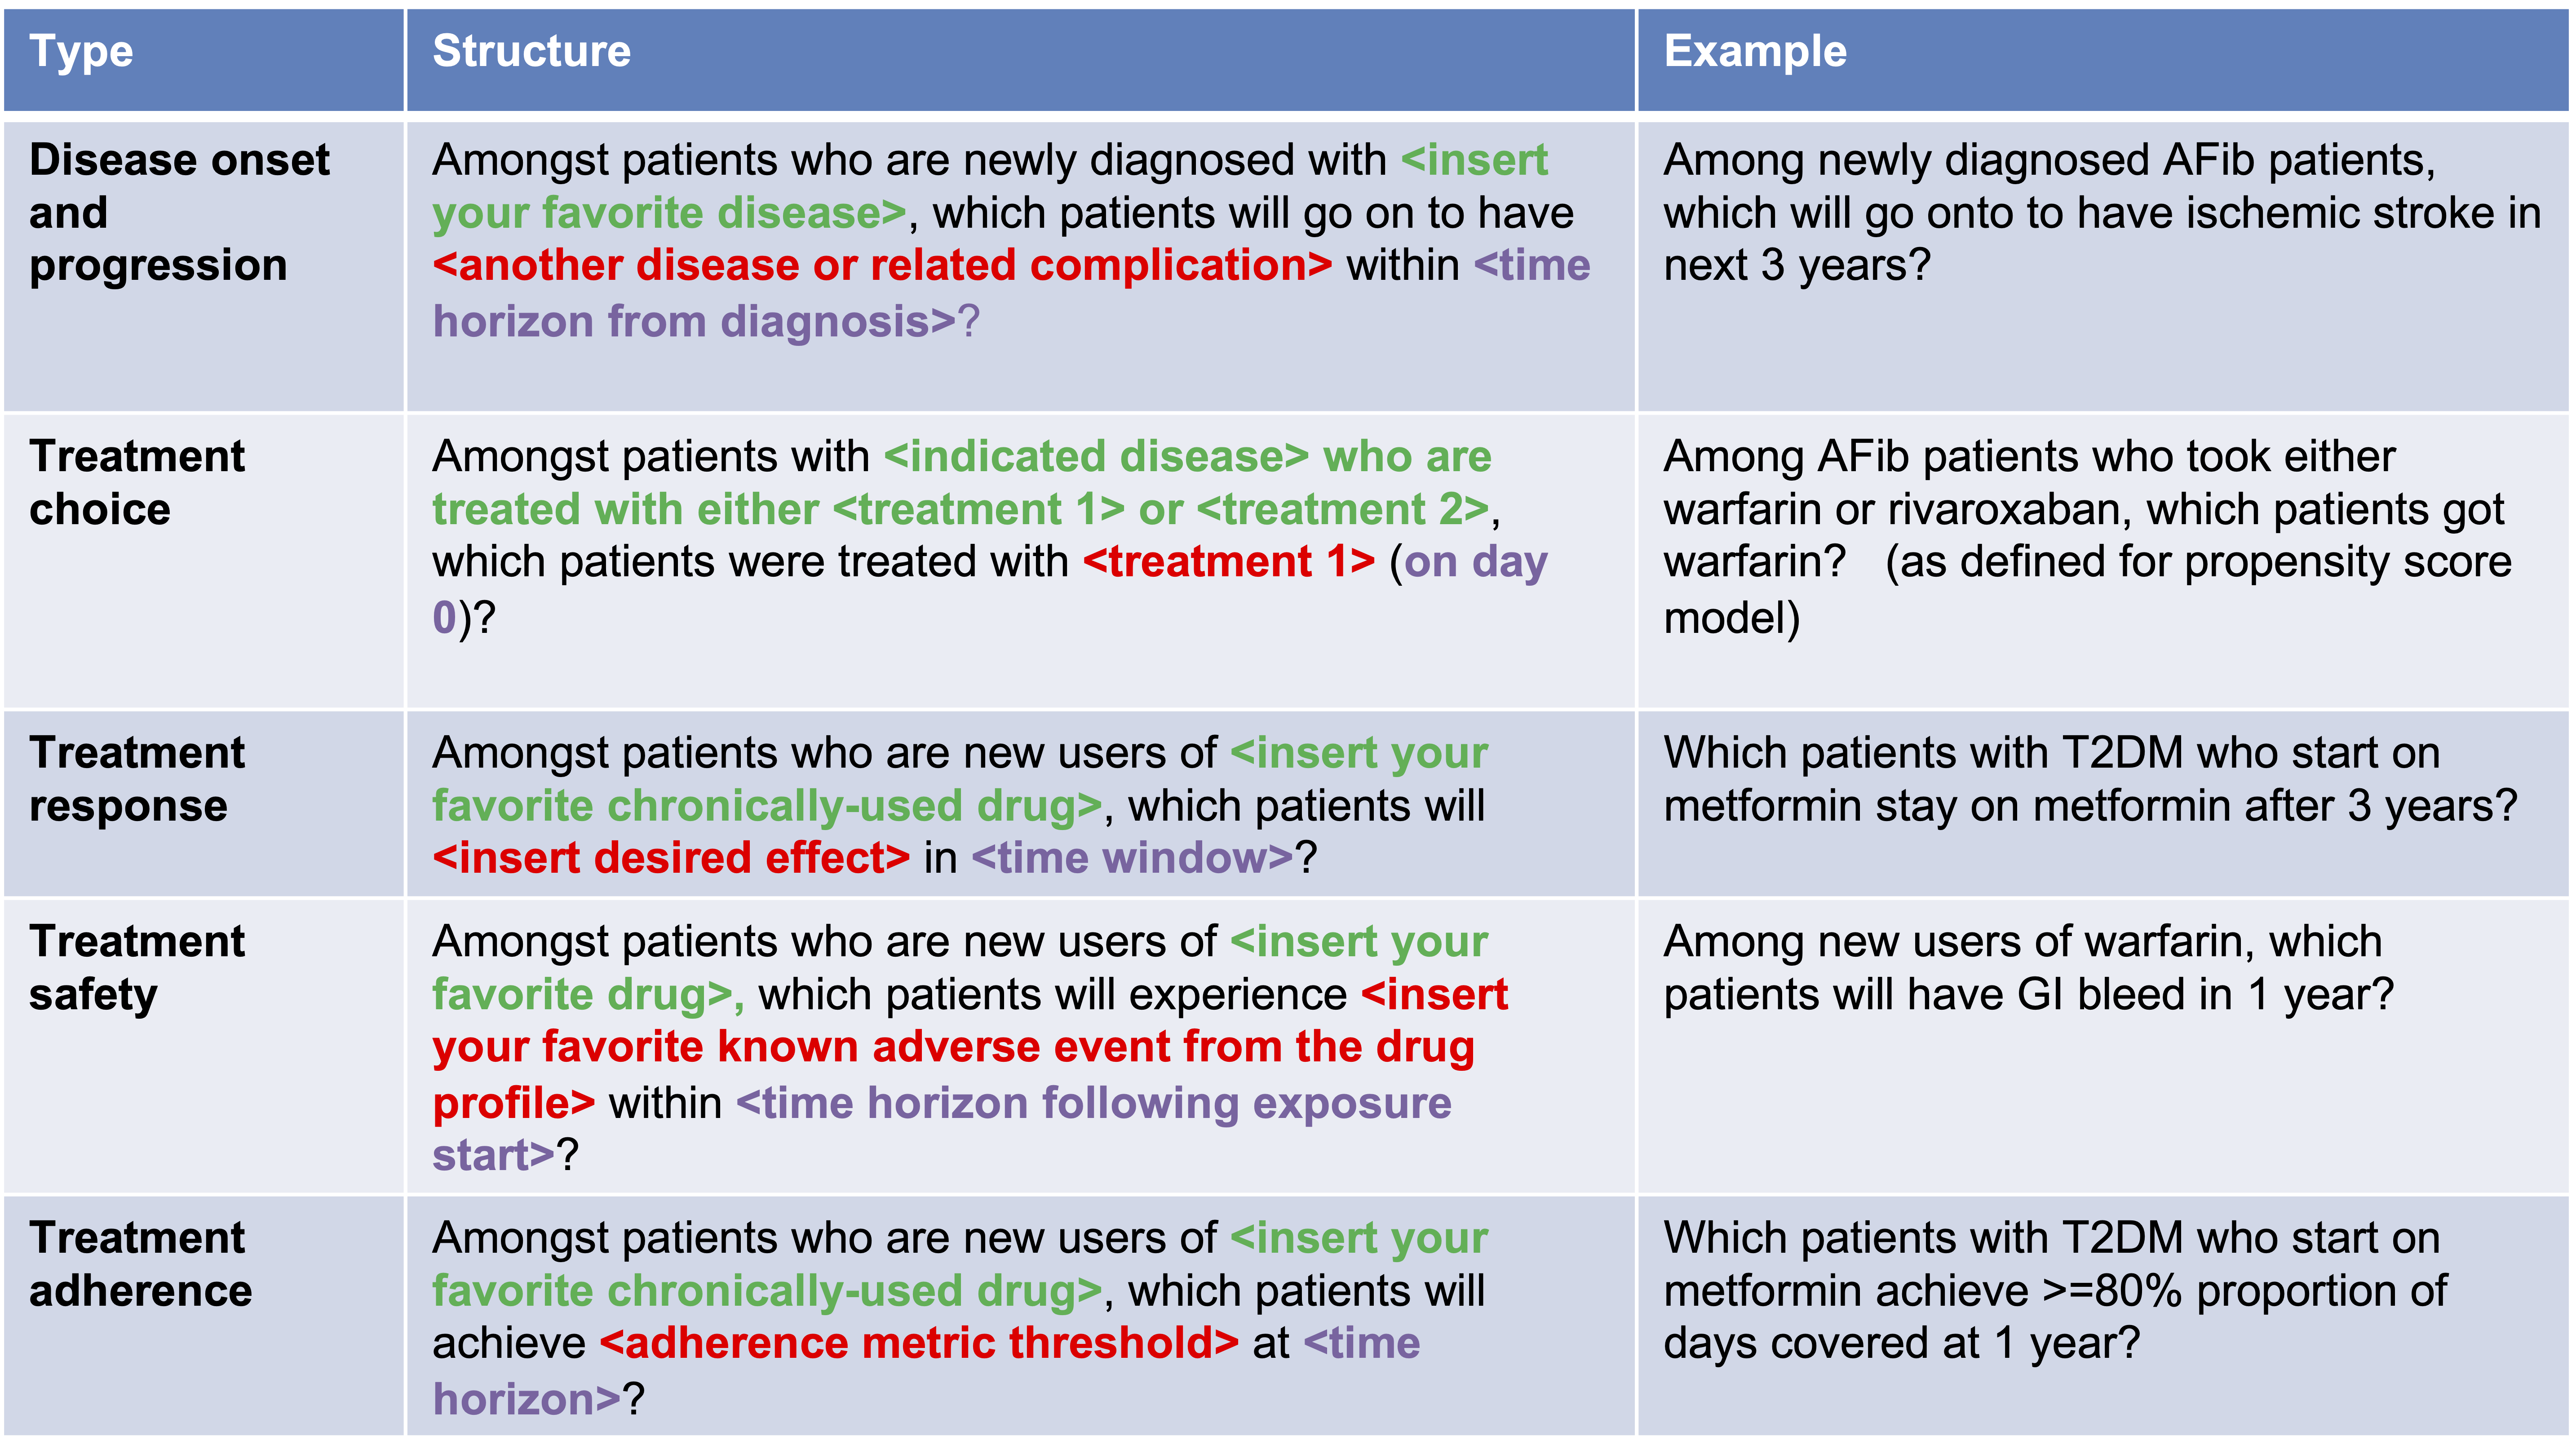 Type
Structure
Example
Disease onset
and
progression
Amongst patients who are newly diagnosed with <insert
your favorite disease>, which patients will go on to have
<another disease or related complication> within <time
horizon from diagnosis>?
Among newly diagnosed AFib patients,
which will go onto to have ischemic stroke in
next 3 years?
Treatment
choice
Amongst patients with <indicated disease> who are
treated with either <treatment 1> or <treatment 2>,
which patients were treated with <treatment 1> (on day
0)?
Among AFib patients who took either
warfarin or rivaroxaban, which patients got
warfarin? (as defined for propensity score
model)
Treatment
response
Amongst patients who are new users of <insert your
favorite chronically-used drug>, which patients will
<insert desired effect> in <time window>?
Which patients with T2DM who start on
metformin stay on metformin after 3 years?
Treatment
safety
Amongst patients who are new users of <insert your
favorite drug>, which patients will experience <insert
your favorite known adverse event from the drug
profile> within <time horizon following exposure
start>?
Among new users of warfarin, which
patients will have GI bleed in 1 year?
Treatment
adherence
Amongst patients who are new users of <insert your
favorite chronically-used drug>, which patients will
achieve <adherence metric threshold> at <time
horizon>?
Which patients with T2DM who start on
metformin achieve >=80% proportion of
days covered at 1 year?